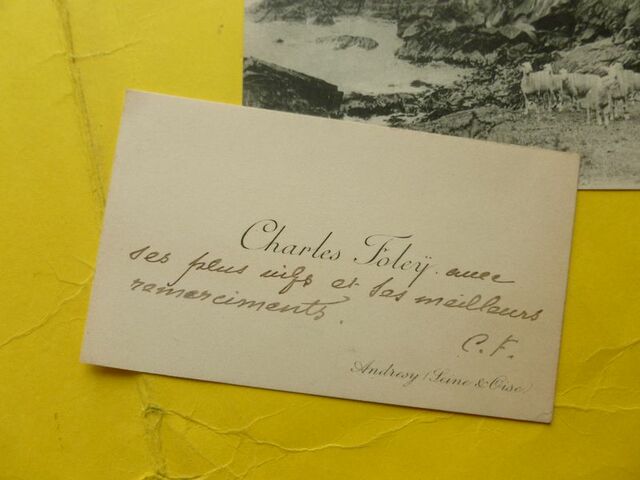 Charles Foleÿ. avec
ses plus vifs et ses meilleurs
remerciments.
C.F.
Andresy (Seine & Oise)